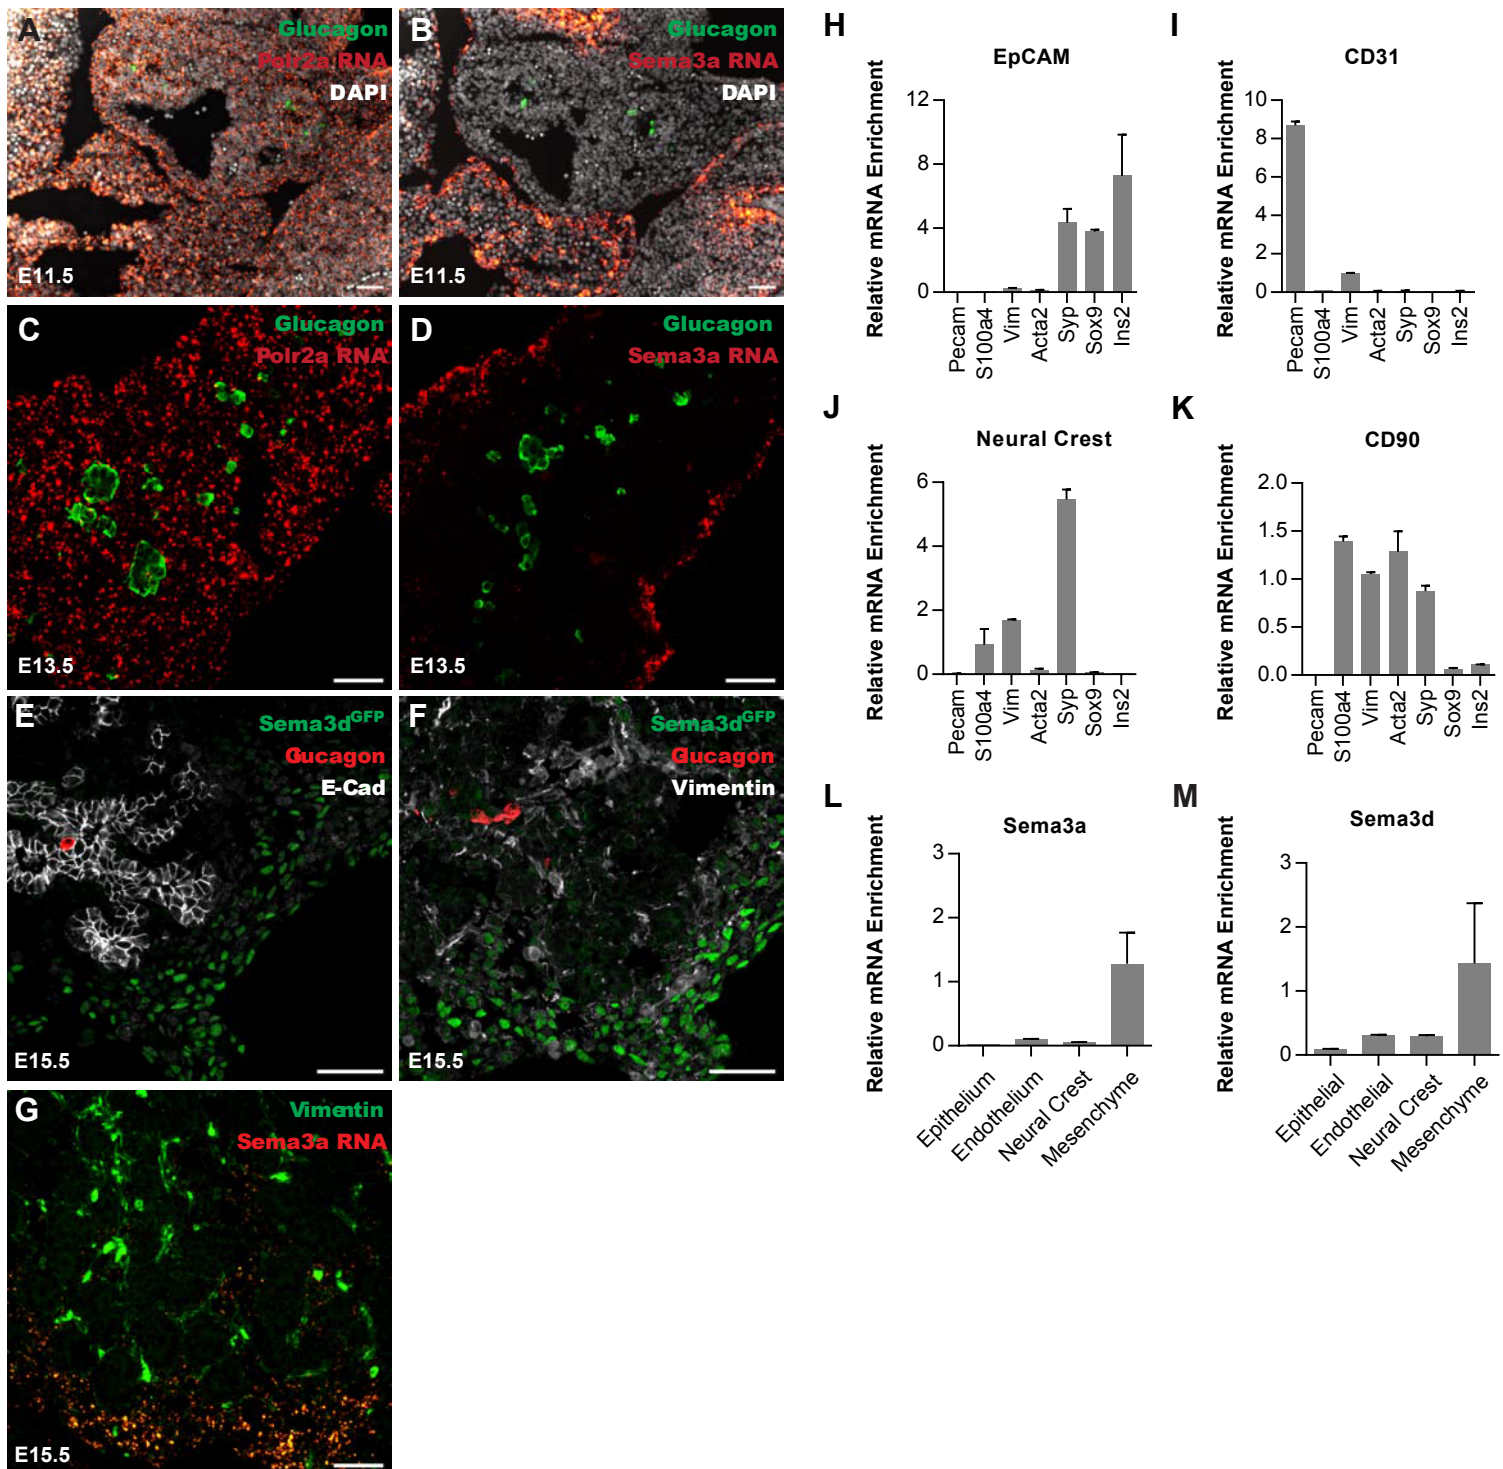 A
Glucagon
Polr2a RNA
DAPI
E11.5
B
Glucagon
Sema3a RNA
DAPI
E11.5
C
Glucagon
Polr2a RNA
E13.5
D
Glucagon
Sema3a RNA
E13.5
E
Sema3dGFP
Gucagon
E-Cad
E15.5
F
Sema3dGFP
Gucagon
Vimentin
E15.5
G
Vimentin
Sema3a RNA
E15.5
H
EpCAM
Relative mRNA Enrichment
12
8
4
0
Pecam
S100a4
Vim
Acta2
Syp
Sox9
Ins2
I
CD31
Relative mRNA Enrichment
10
8
6
4
2
0
Pecam
S100a4
Vim
Acta2
Syp
Sox9
Ins2
J
Neural Crest
Relative mRNA Enrichment
6
4
2
0
Pecam
S100a4
Vim
Acta2
Syp
Sox9
Ins2
K
CD90
Relative mRNA Enrichment
2.0
1.5
1.0
0.5
0.0
Pecam
S100a4
Vim
Acta2
Syp
Sox9
Ins2
L
Sema3a
Relative mRNA Enrichment
3
2
1
0
Epithelium
Endothelium
Neural Crest
Mesenchyme
M
Sema3d
Relative mRNA Enrichment
3
2
1
0
Epithelial
Endothelial
Neural Crest
Mesenchyme